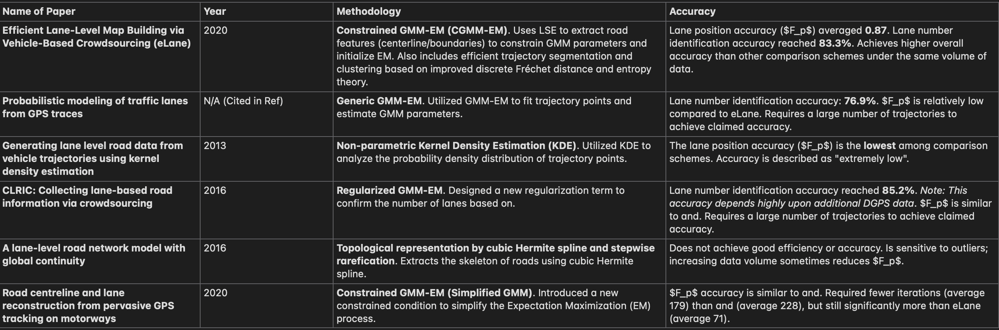 Name of Paper
Year
Methodology
Accuracy
Efficient Lane-Level Map Building via
Vehicle-Based Crowdsourcing (eLane)
2020
Constrained GMM-EM (CGMM-EM). Uses LSE to extract road
features (centerline/boundaries) to constrain GMM parameters and
initialize EM. Also includes efficient trajectory segmentation and
clustering based on improved discrete Fréchet distance and entropy
theory.
Lane position accuracy ($F_p$) averaged 0.87. Lane number
identification accuracy reached 83.3%. Achieves higher overall
accuracy than other comparison schemes under the same volume of
data.
Probabilistic modeling of traffic lanes
from GPS traces
N/A (Cited in Ref)
Generic GMM-EM. Utilized GMM-EM to fit trajectory points and
estimate GMM parameters.
Lane number identification accuracy: 76.9%. $F_p$ is relatively low
compared to eLane. Requires a large number of trajectories to
achieve claimed accuracy.
Generating lane level road data from
vehicle trajectories using kernel
density estimation
2013
Non-parametric Kernel Density Estimation (KDE). Utilized KDE to
analyze the probability density distribution of trajectory points.
The lane position accuracy ($F_p$) is the lowest among comparison
schemes. Accuracy is described as "extremely low".
CLRIC: Collecting lane-based road
information via crowdsourcing
2016
Regularized GMM-EM. Designed a new regularization term to
confirm the number of lanes based on.
Lane number identification accuracy reached 85.2%. Note: This
accuracy depends highly upon additional DGPS data. $F_p$ is similar
to and. Requires a large number of trajectories to achieve claimed
accuracy.
A lane-level road network model with
global continuity
2016
Topological representation by cubic Hermite spline and stepwise
rarefication. Extracts the skeleton of roads using cubic Hermite
spline.
Does not achieve good efficiency or accuracy. Is sensitive to outliers;
increasing data volume sometimes reduces $F_p$.
Road centreline and lane
reconstruction from pervasive GPS
tracking on motorways
2020
Constrained GMM-EM (Simplified GMM). Introduced a new
constrained condition to simplify the Expectation Maximization (EM)
process.
$F_p$ accuracy is similar to and. Required fewer iterations (average
179) than and (average 228), but still significantly more than eLane
(average 71).